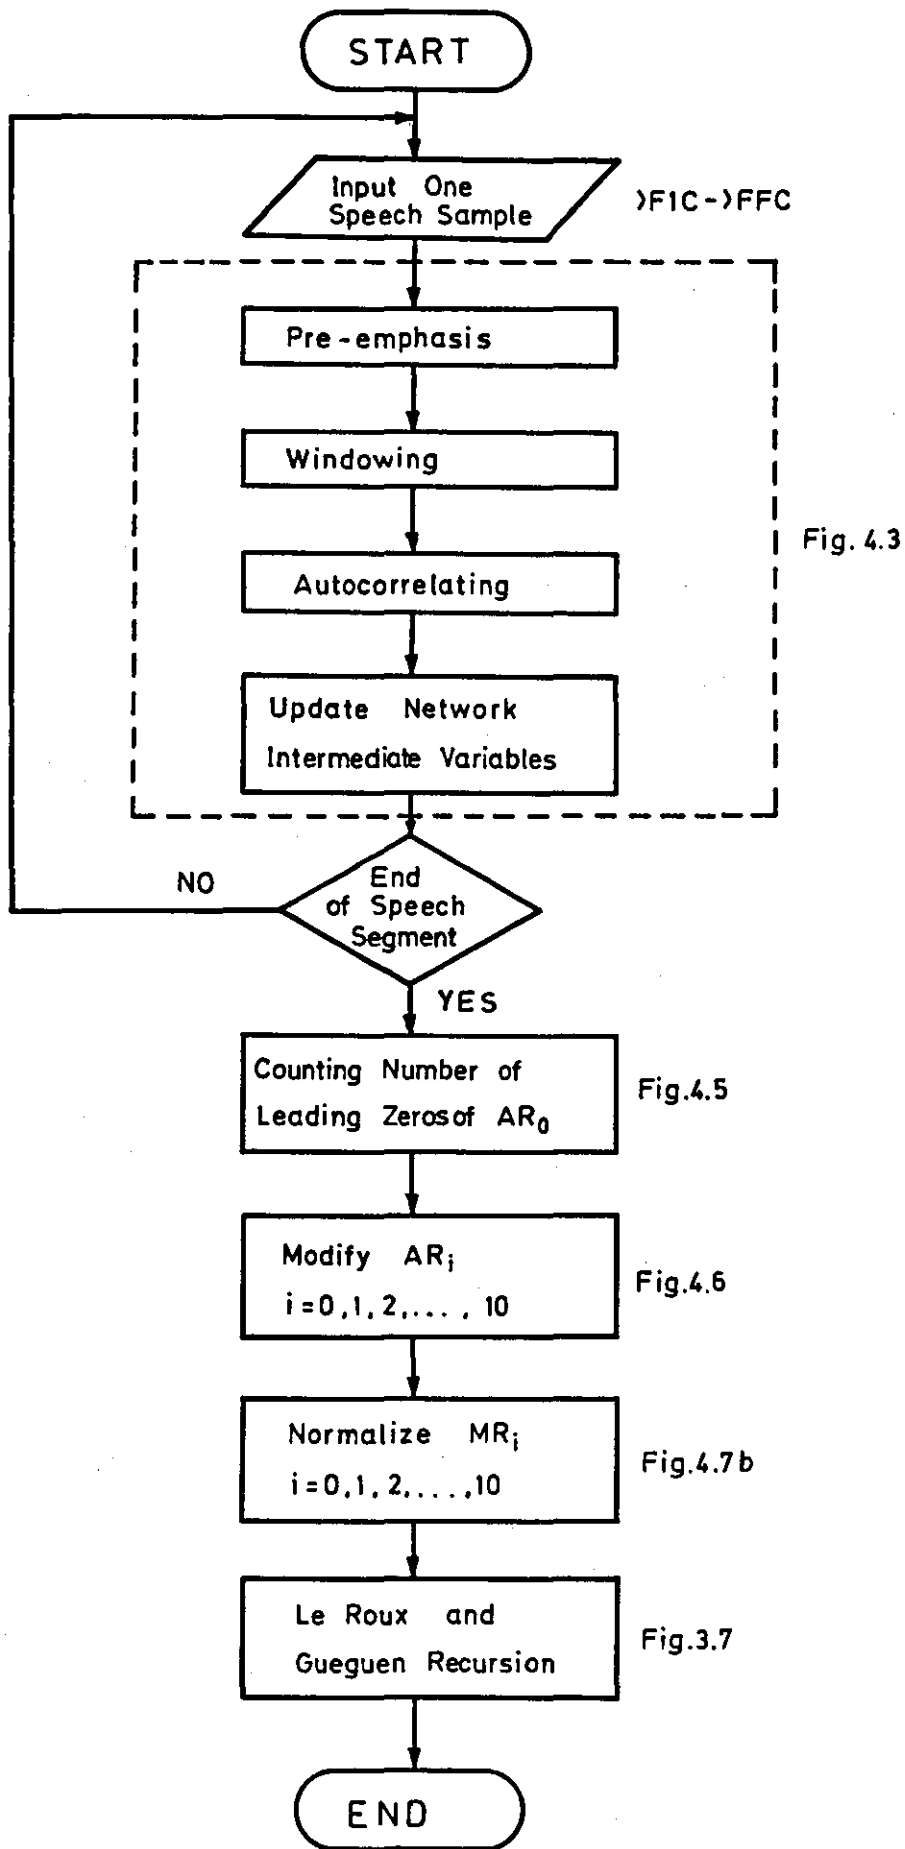 START
Input One
Speech Sample
>F1C->FFC
Pre-emphasis
Windowing
Fig. 4.3
Autocorrelating
Update Network
Intermediate Variables
NO
End
of Speech
Segment
YES
Counting Number of
Leading Zeros of AR₀
Fig.4.5
Modify ARᵢ
i=0,1,2,..., 10
Fig.4.6
Normalize MRᵢ
i=0,1,2,...,10
Fig.4.7b
Le Roux and
Gueguen Recursion
Fig.3.7
END